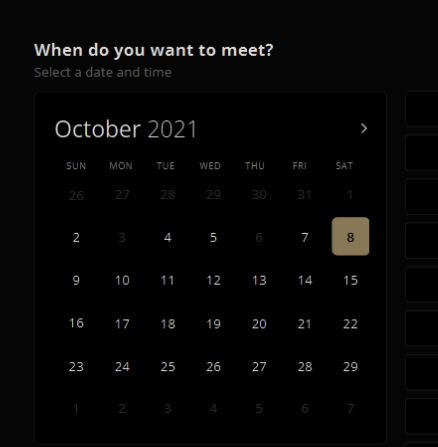 When do you want to meet?
Select a date and time
October 2021
SUN MON TUE WED THU FRI SAT
26 27 28 29 30 31 1
2 3 4 5 6 7 8
9 10 11 12 13 14 15
16 17 18 19 20 21 22
23 24 25 26 27 28 29
1 2 3 4 5 6 7